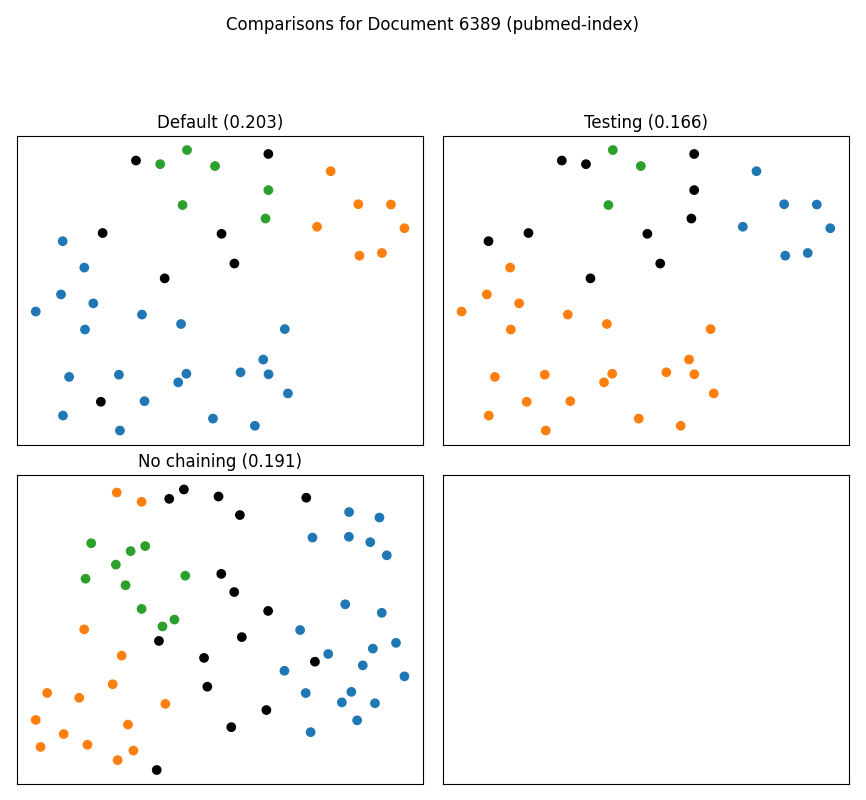 Comparisons for Document 6389 (pubmed-index)
Default (0.203)
Testing (0.166)
No chaining (0.191)